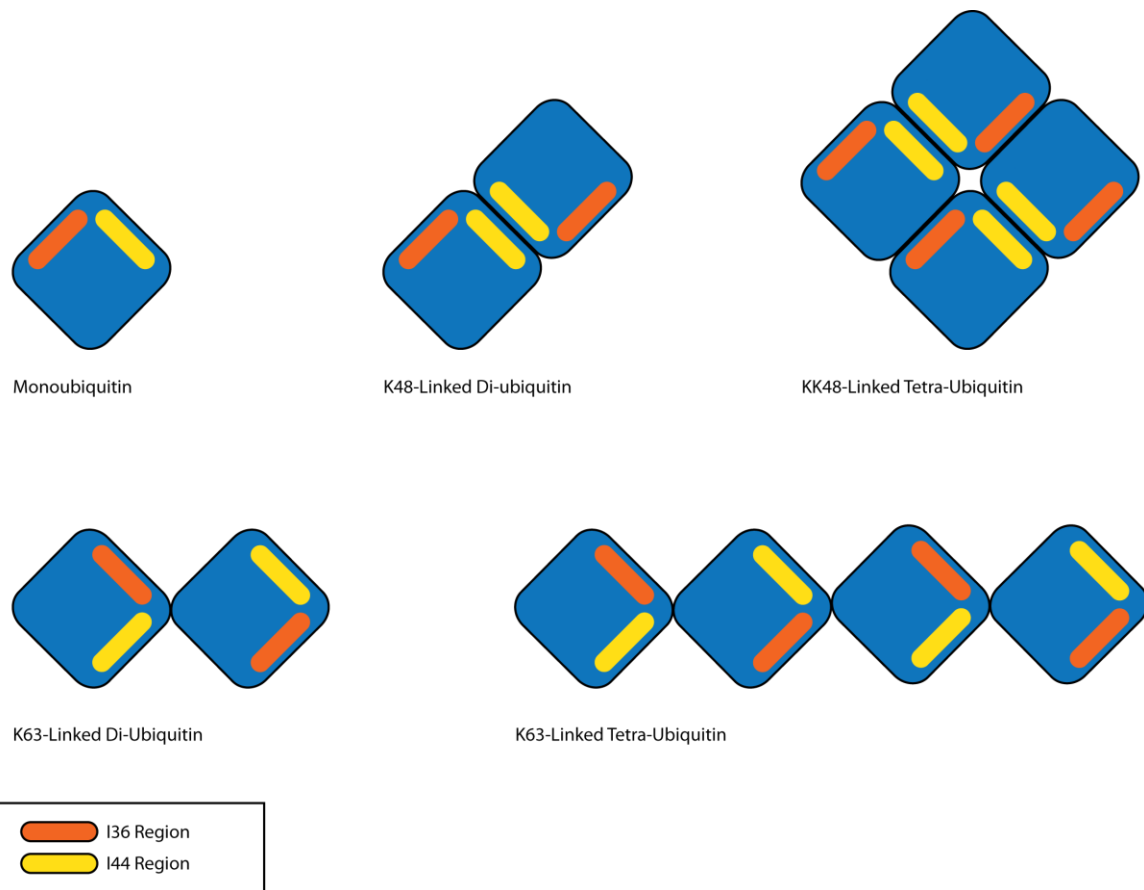 Monoubiquitin
K48-Linked Di-ubiquitin
KK48-Linked Tetra-Ubiquitin
K63-Linked Di-Ubiquitin
K63-Linked Tetra-Ubiquitin
I36 Region
I44 Region